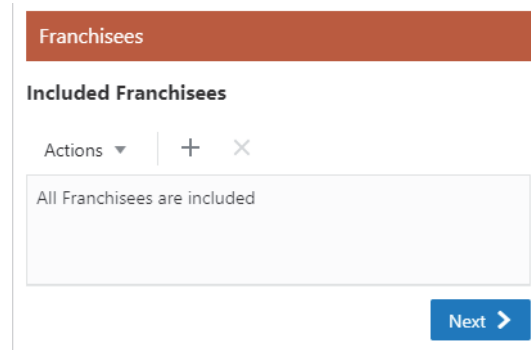 Franchisees
Included Franchisees
Actions
All Franchisees are included
Next